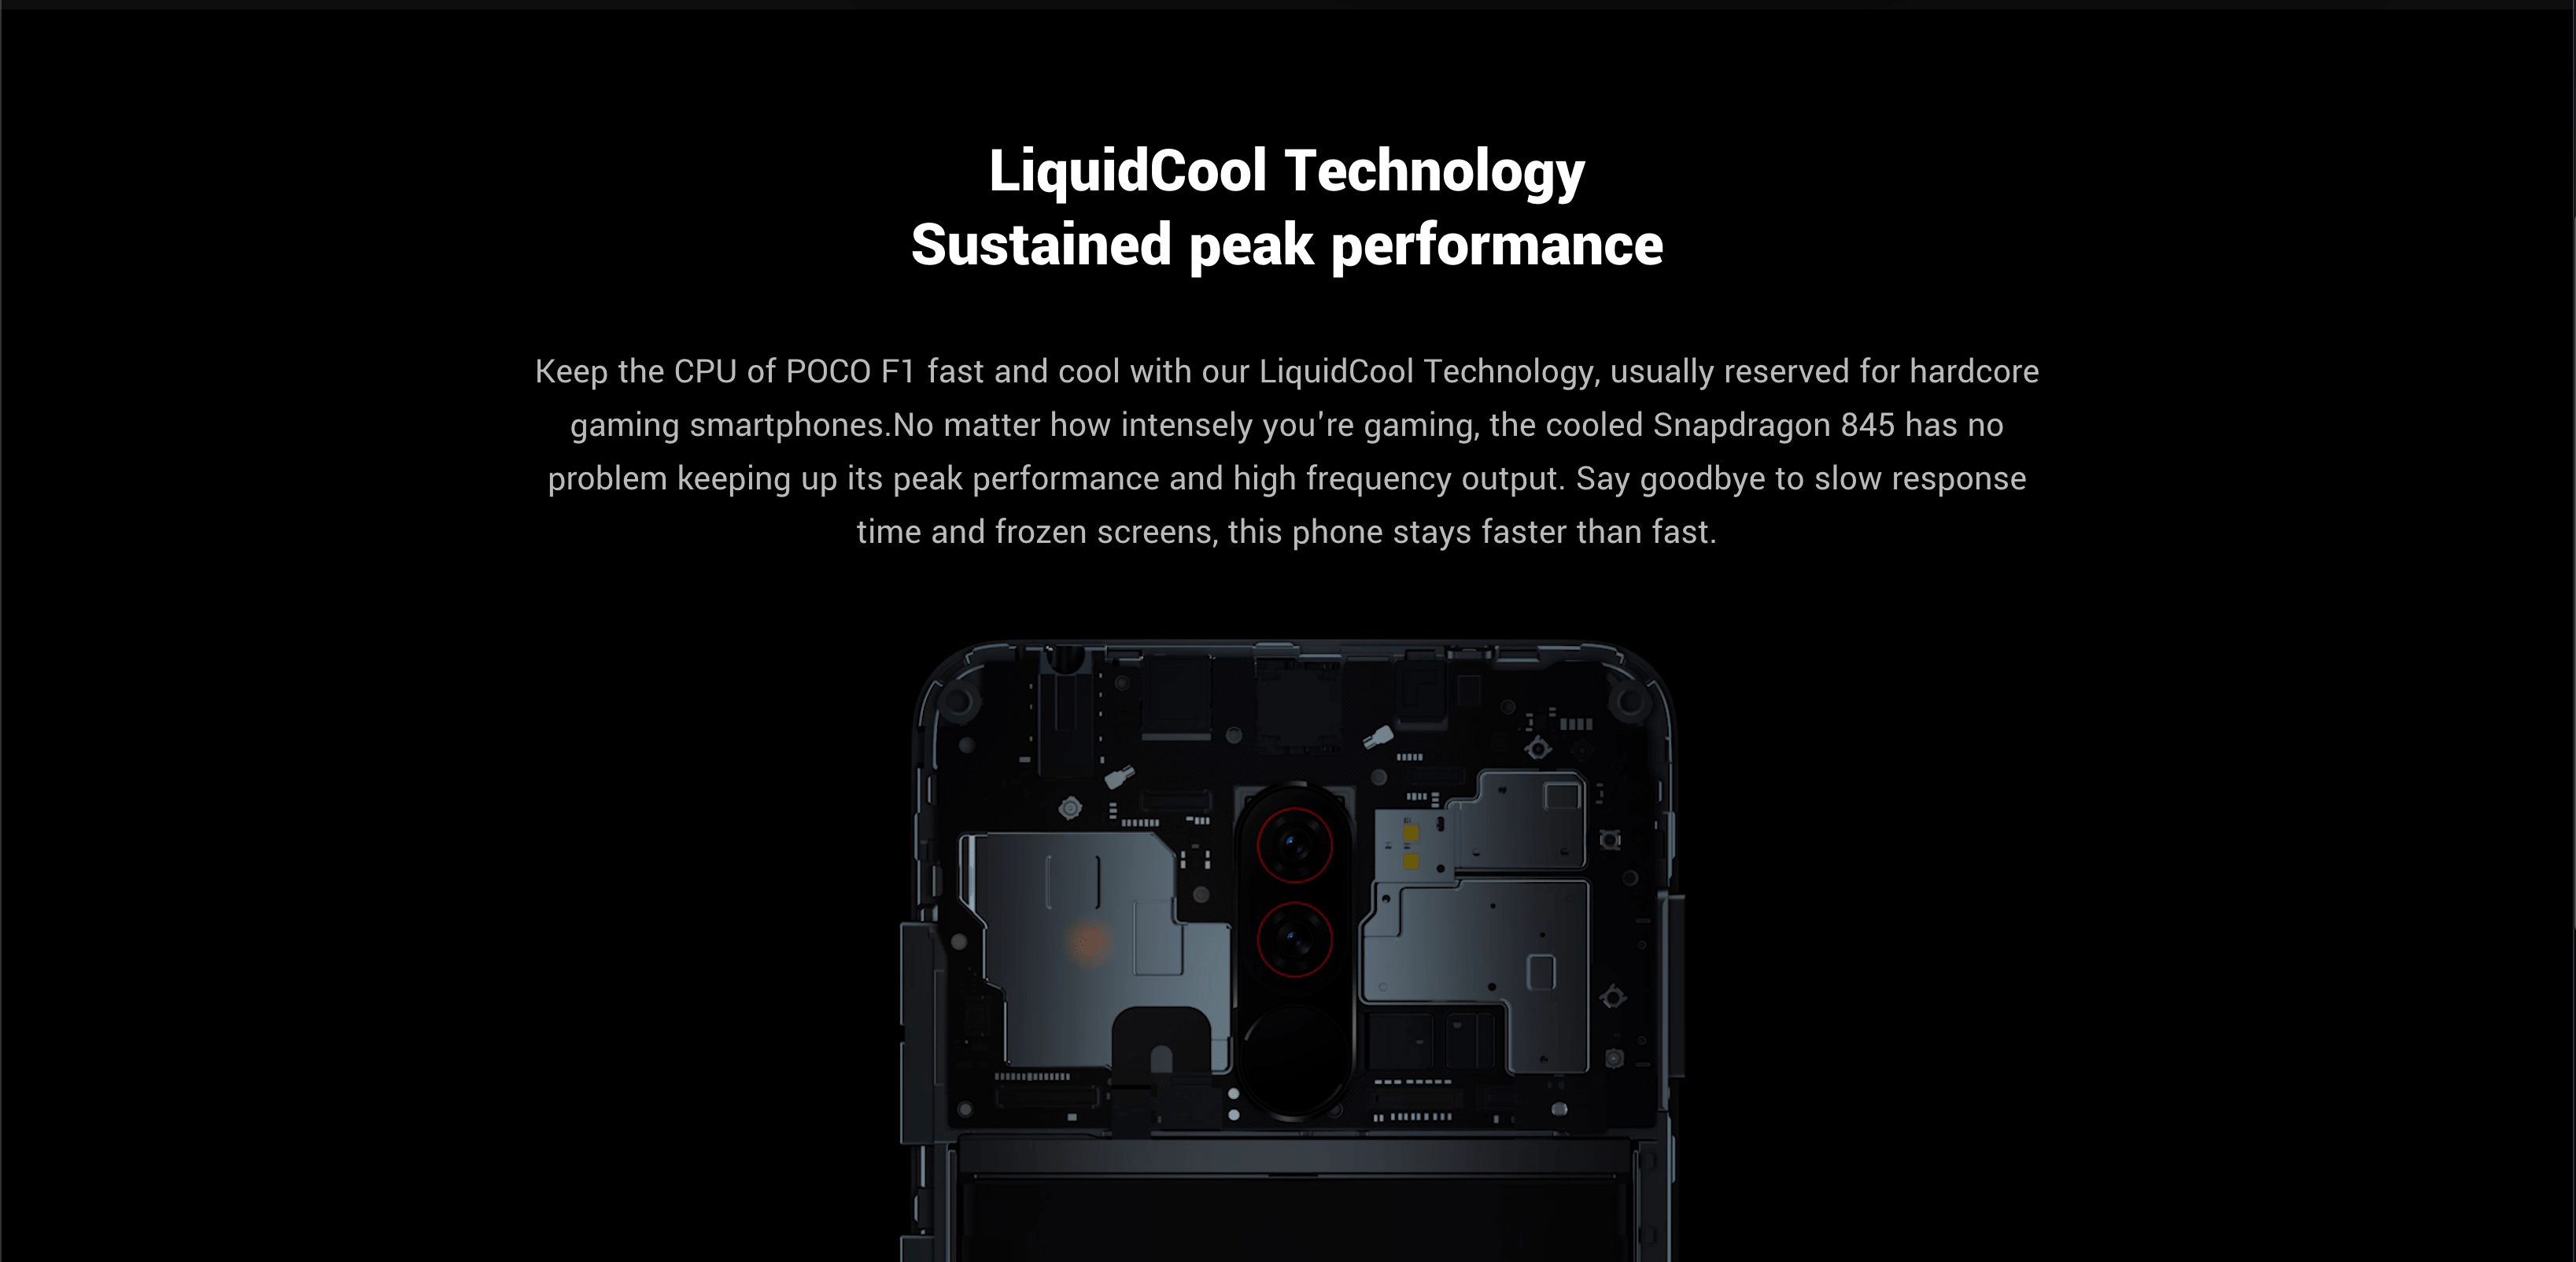 LiquidCool Technology
Sustained peak performance
Keep the CPU of POCO F1 fast and cool with our LiquidCool Technology, usually reserved for hardcore
gaming smartphones.No matter how intensely you're gaming, the cooled Snapdragon 845 has no
problem keeping up its peak performance and high frequency output. Say goodbye to slow response
time and frozen screens, this phone stays faster than fast.